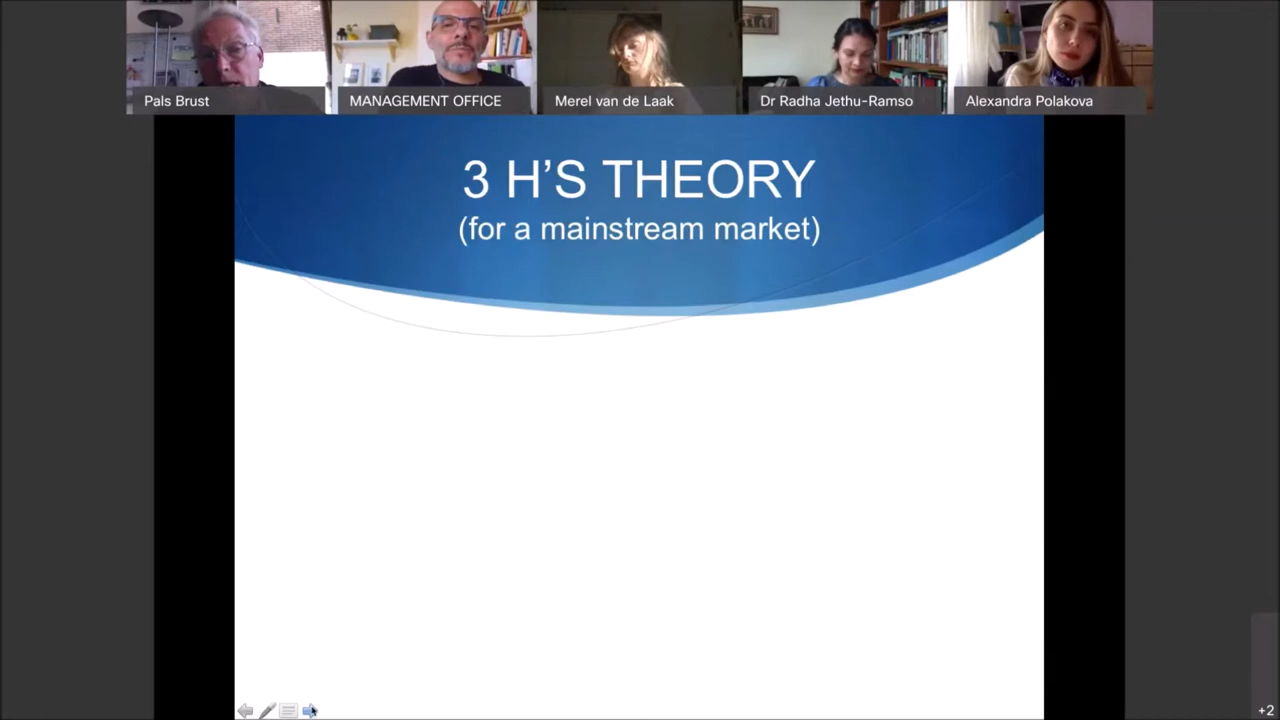 Pals Brust
MANAGEMENT OFFICE
Merel van de Laak
Dr Radha Jethu-Ramso
Alexandra Polakova
3 H’S THEORY
(for a mainstream market)
+2